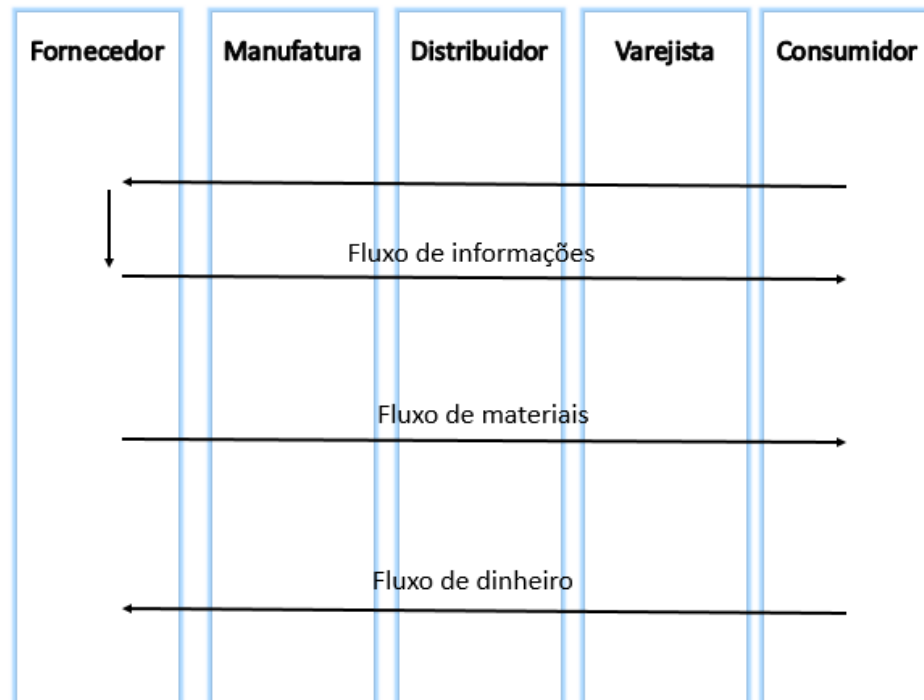 Fornecedor
Manufatura
Distribuidor
Varejista
Consumidor
Fluxo de informações
Fluxo de materiais
Fluxo de dinheiro